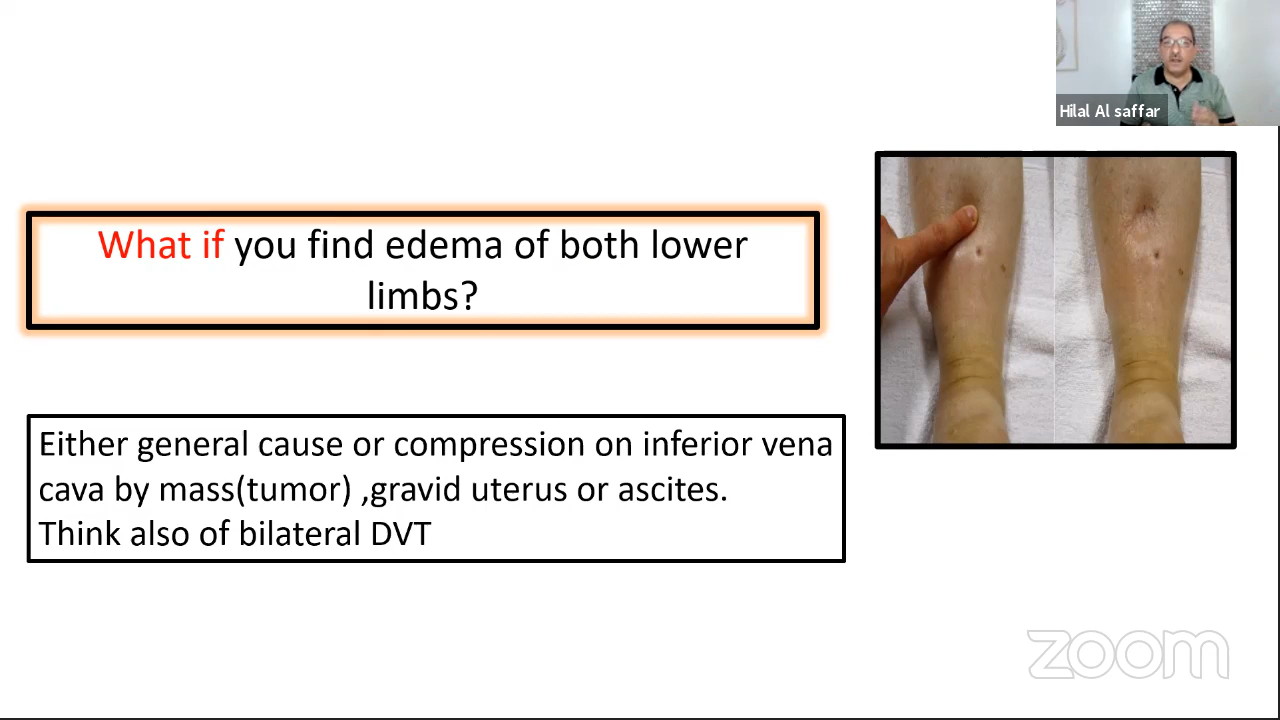 Hilal Al saffar
What if you find edema of both lower
limbs?
Either general cause or compression on inferior vena
cava by mass(tumor) ,gravid uterus or ascites.
Think also of bilateral DVT
zoom